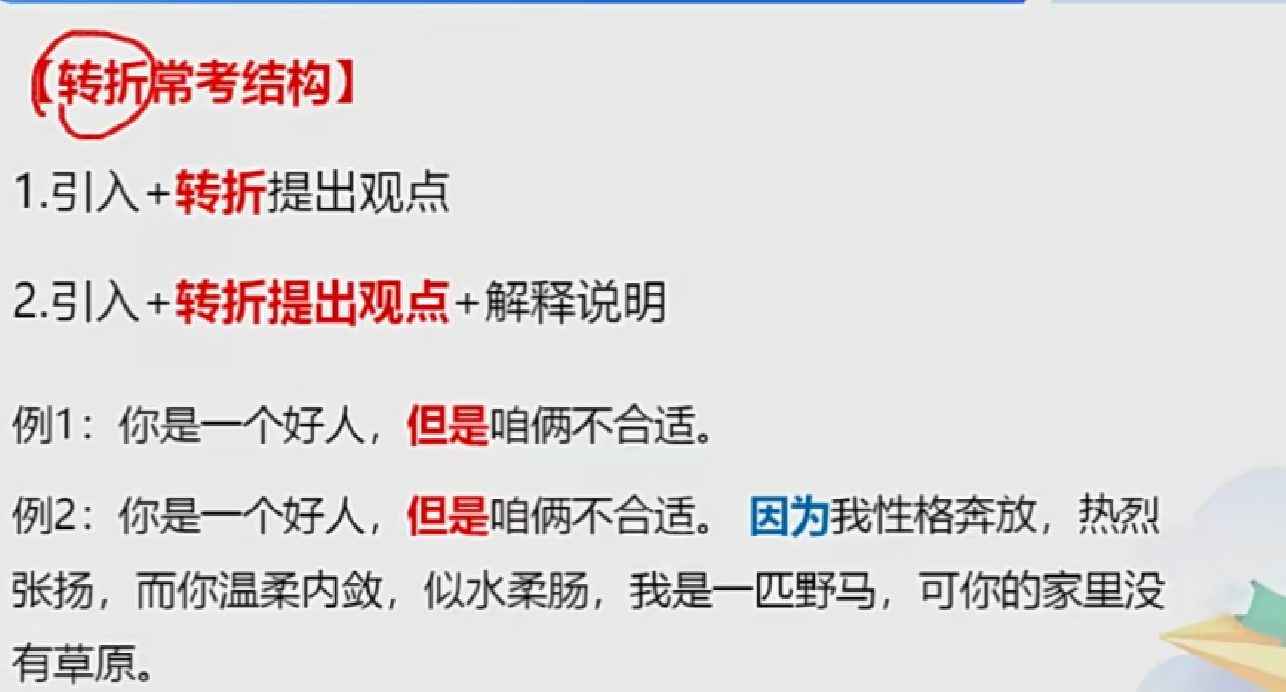 【转折常考结构】
1.引入+转折提出观点
2.引入+转折提出观点+解释说明
例1：你是一个好人，但是咱俩不合适。
例2：你是一个好人，但是咱俩不合适。 因为我性格奔放，热烈
张扬，而你温柔内敛，似水柔肠，我是一匹野马，可你的家里没
有草原。